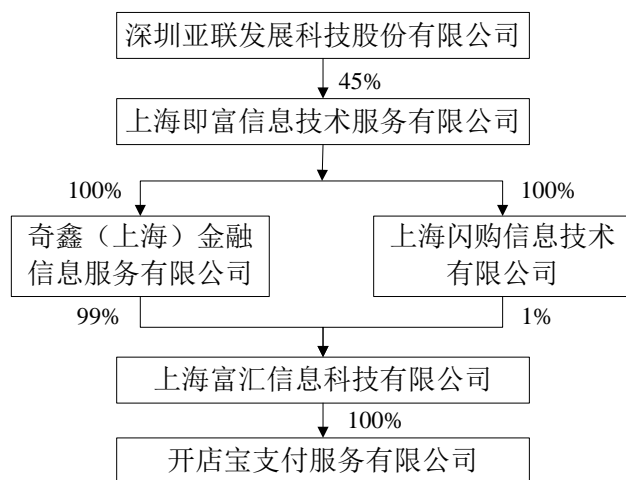 深圳亚联发展科技股份有限公司
45%
上海即富信息技术服务有限公司
100%
100%
奇鑫（上海）金融
信息服务有限公司
上海闪购信息技术
有限公司
99%
1%
上海富汇信息科技有限公司
100%
开店宝支付服务有限公司